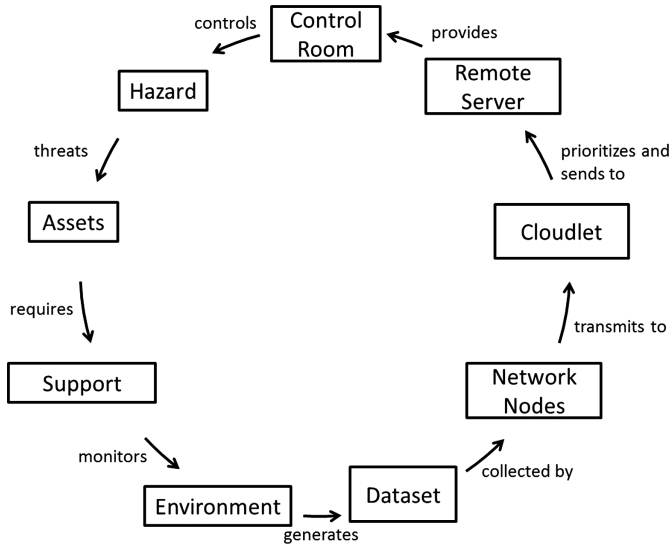 controls
Control
Room
provides
Hazard
Remote
Server
threats
prioritizes and
sends to
Assets
Cloudlet
requires
transmits to
Support
Network
Nodes
monitors
collected by
Environment
Dataset
generates